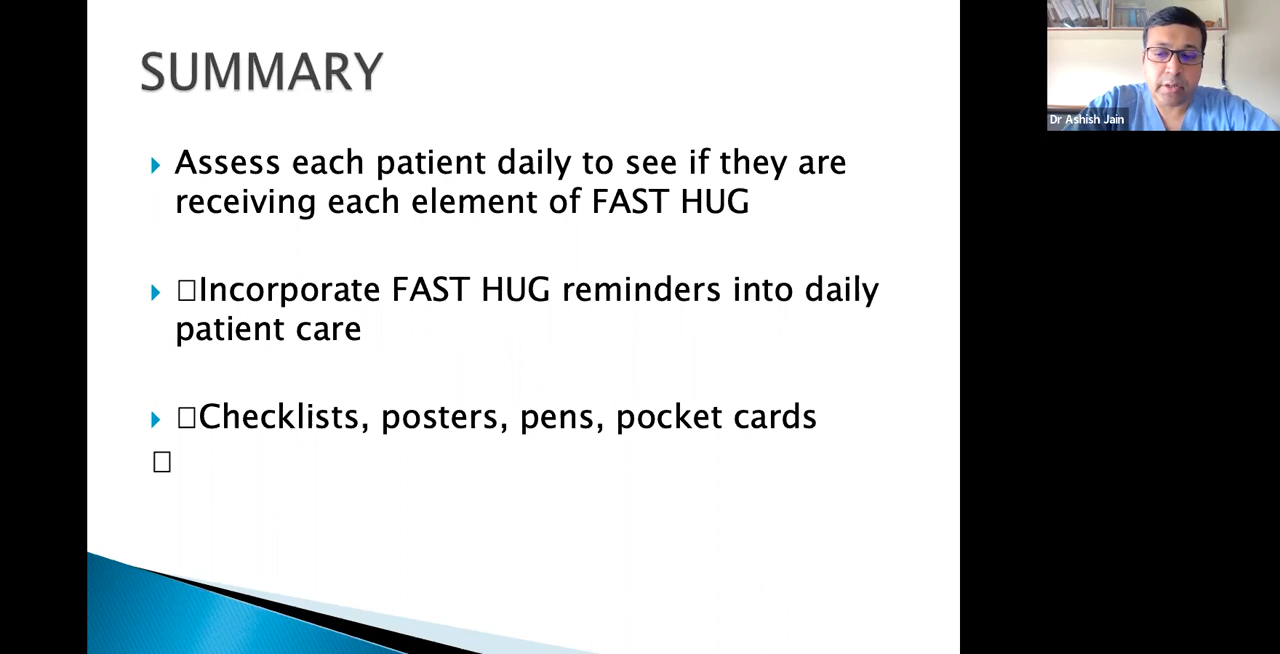 SUMMARY
Assess each patient daily to see if they are
receiving each element of FAST HUG
□Incorporate FAST HUG reminders into daily
patient care
□Checklists, posters, pens, pocket cards
□
Dr Ashish Jain